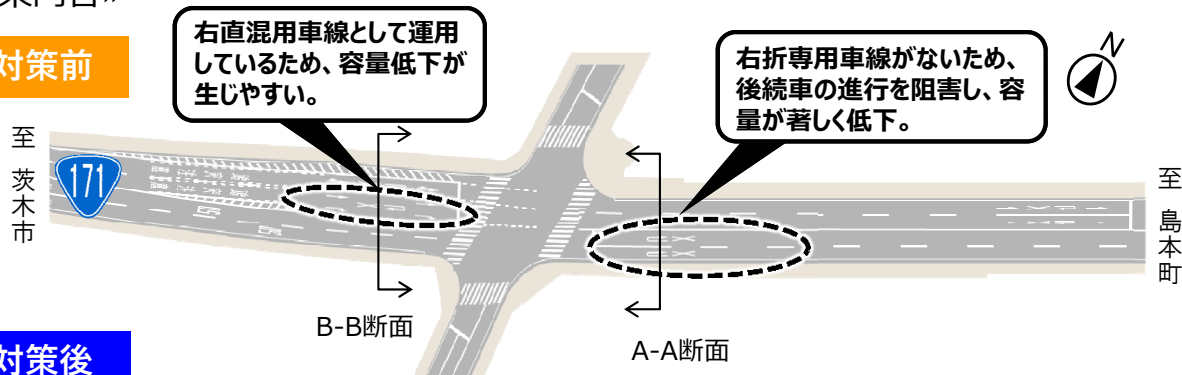 案内容»
対策前
右直混用車線として運用
しているため、容量低下が
生じやすい。
右折専用車線がないため、
後続車の進行を阻害し、容
量が著しく低下。
N
至 茨木市
171
至 島本町
B-B断面
A-A断面
対策後